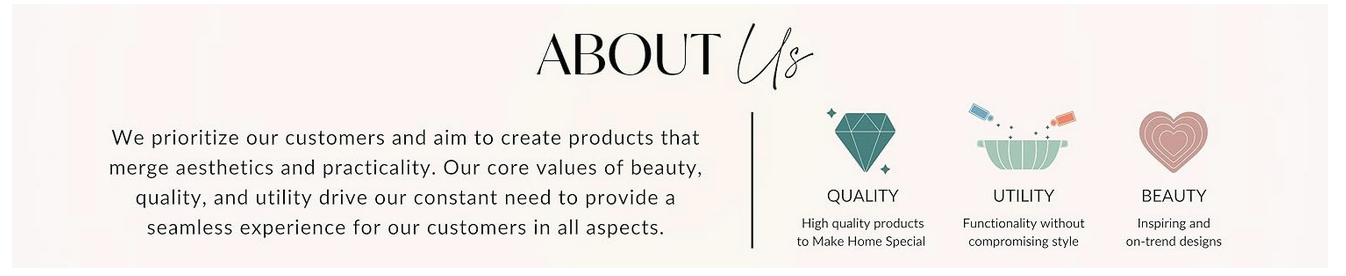 ABOUT Us
We prioritize our customers and aim to create products that
merge aesthetics and practicality. Our core values of beauty,
quality, and utility drive our constant need to provide a
seamless experience for our customers in all aspects.
QUALITY
High quality products
to Make Home Special
UTILITY
Functionality without
compromising style
BEAUTY
Inspiring and
on-trend designs